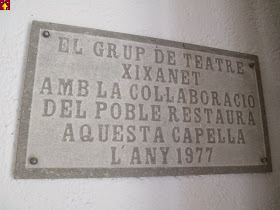 EL GRUP DE TEATRE
XIXANET
AMB LA COLLABORACIO
DEL POBLE RESTAURA
AQUESTA CAPELLA
L'ANY 1977